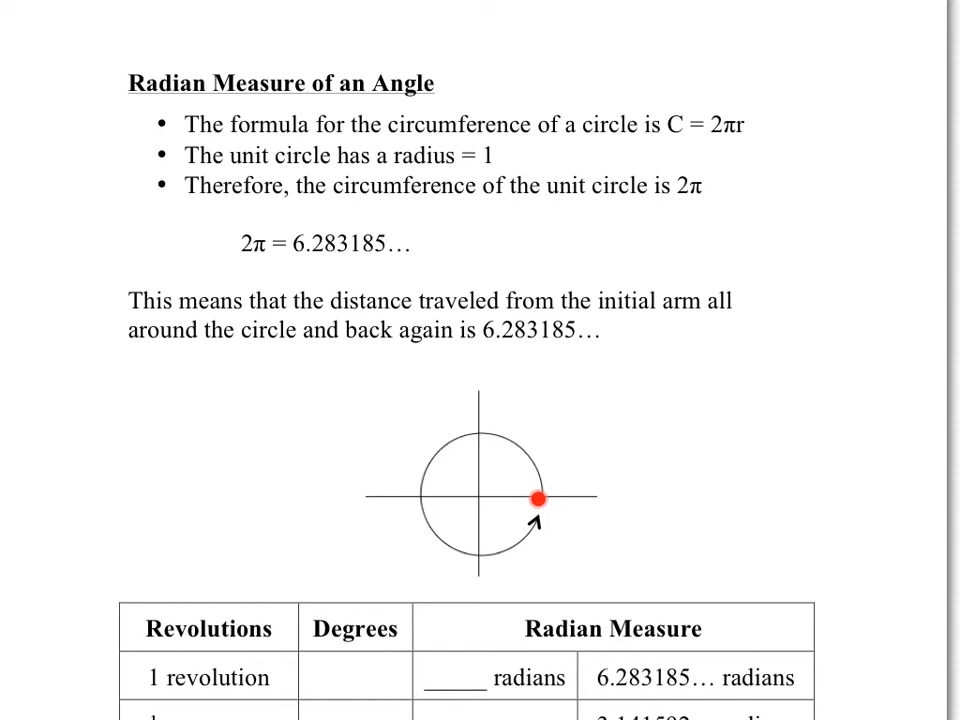 Radian Measure of an Angle
• The formula for the circumference of a circle is C = 2πr
• The unit circle has a radius = 1
• Therefore, the circumference of the unit circle is 2π
2π = 6.283185…
This means that the distance traveled from the initial arm all
around the circle and back again is 6.283185…
Revolutions Degrees Radian Measure
1 revolution _____ radians 6.283185… radians